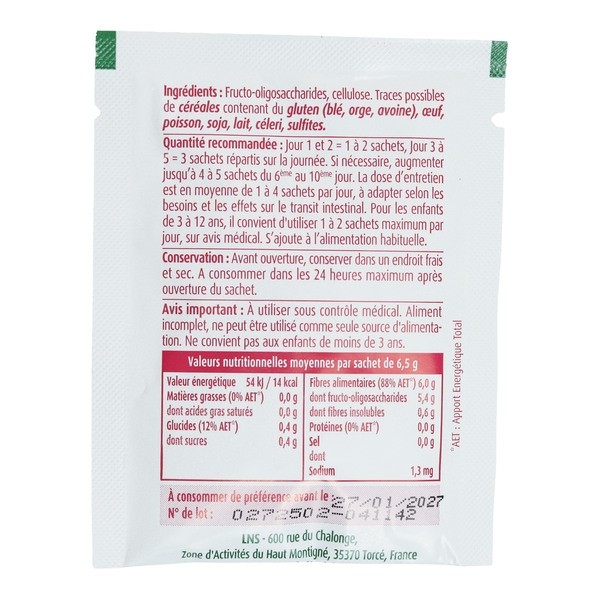 Ingrédients : Fructo-oligosaccharides, cellulose. Traces possibles
de céréales contenant du gluten (blé, orge, avoine), œuf,
poisson, soja, lait, céleri, sulfites.
Quantité recommandée : Jour 1 et 2 = 1 à 2 sachets, Jour 3 à
5 = 3 sachets répartis sur la journée. Si nécessaire, augmenter
jusqu'à 4 à 5 sachets du 6ème au 10ème jour. La dose d'entretien
est en moyenne de 1 à 4 sachets par jour, à adapter selon les
besoins et les effets sur le transit intestinal. Pour les enfants
de 3 à 12 ans, il convient d'utiliser 1 à 2 sachets maximum par
jour, sur avis médical. S'ajoute à l'alimentation habituelle.
Conservation : Avant ouverture, conserver dans un endroit frais
et sec. A consommer dans les 24 heures maximum après
ouverture du sachet.
Avis important : À utiliser sous contrôle médical. Aliment
incomplet, ne peut être utilisé comme seule source d'alimenta-
tion. Ne convient pas aux enfants de moins de 3 ans.
Valeurs nutritionnelles moyennes par sachet de 6,5 g
Valeur énergétique 54 kJ / 14 kcal
Matières grasses (0% AET*) 0,0 g
dont acides gras saturés 0,0 g
Glucides (12% AET*) 0,4 g
dont sucres 0,4 g
Fibres alimentaires (88% AET*) 6,0 g
dont fructo-oligosaccharides 5,4 g
dont fibres insolubles 0,6 g
Protéines (0% AET*) 0,0 g
Sel 0,0 g
dont
Sodium 1,3 mg
*AET : Apport Energétique Total
À consommer de préférence avant le : 27/01/2027
N° de lot : 0272502-041142
LNS - 600 rue du Chalonge,
Zone d'Activités du Haut Montigné, 35370 Torcé, France